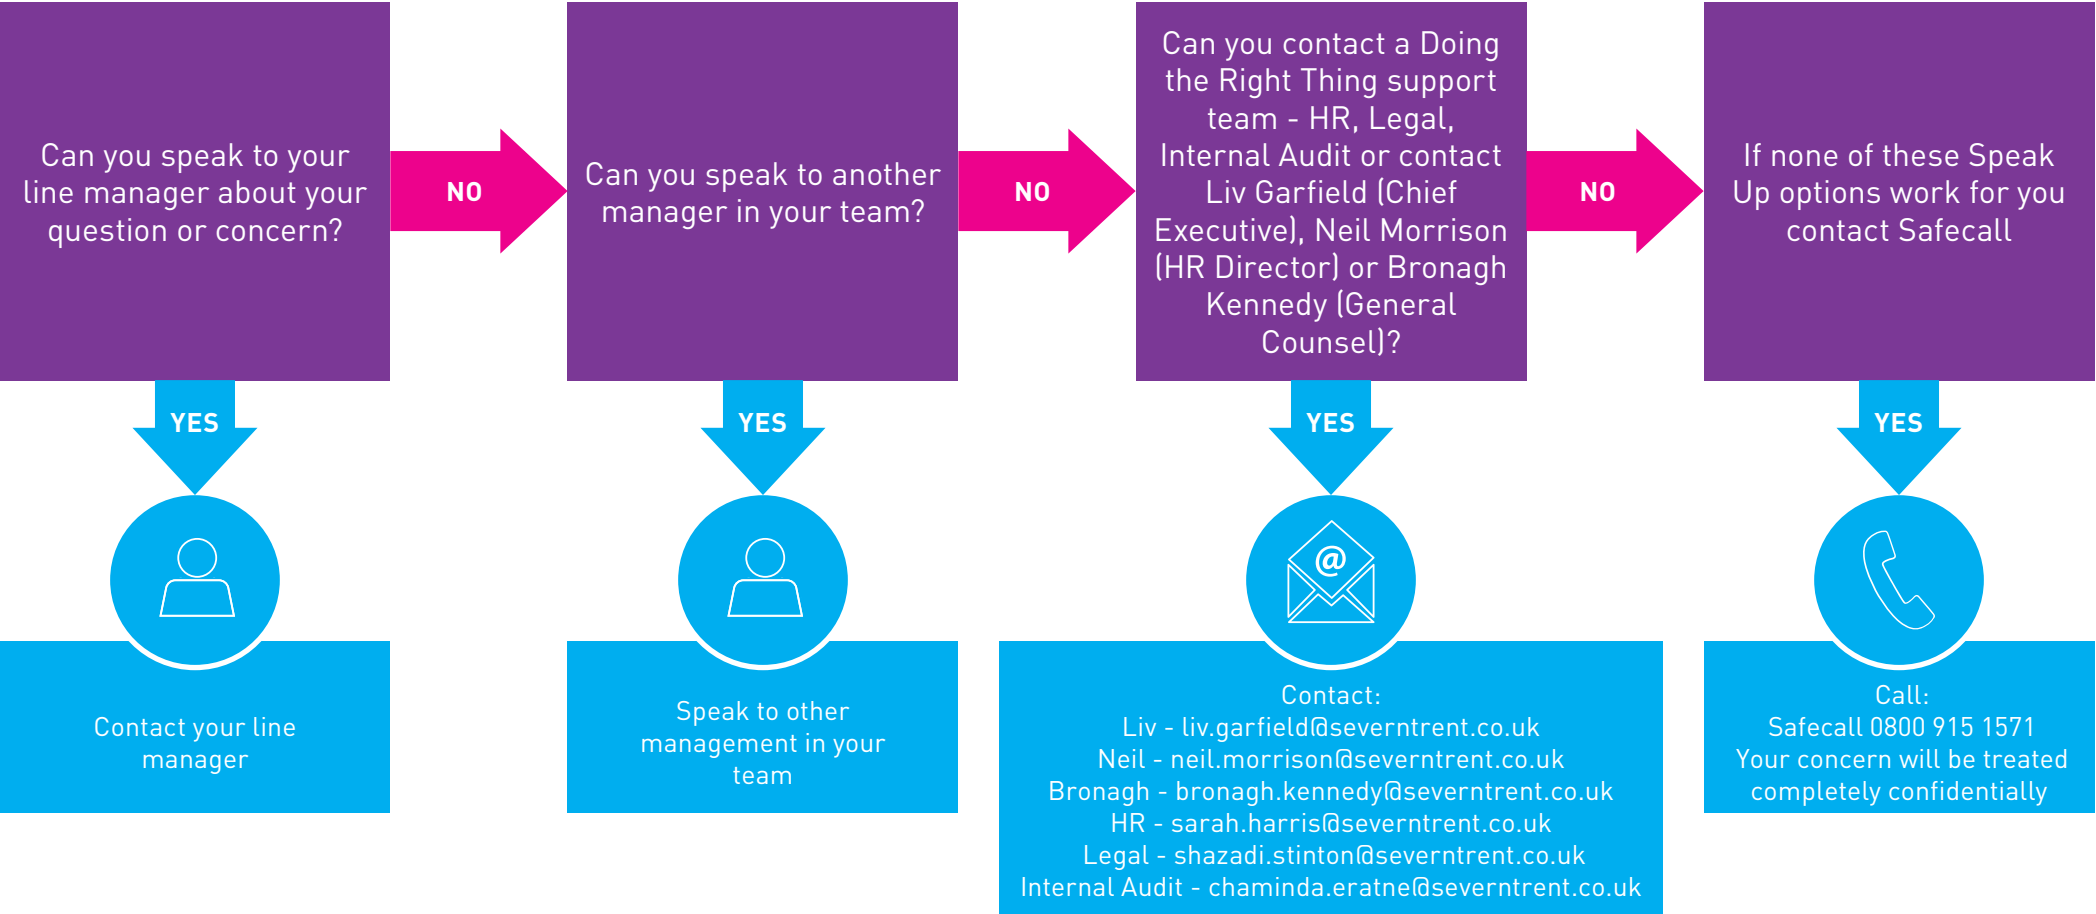 Can you speak to your
line manager about your
question or concern?
NO
Can you speak to another
manager in your team?
NO
Can you contact a Doing
the Right Thing support
team - HR, Legal,
Internal Audit or contact
Liv Garfield (Chief
Executive), Neil Morrison
(HR Director) or Bronagh
Kennedy (General
Counsel)?
NO
If none of these Speak
Up options work for you
contact Safecall
YES
YES
YES
YES
@
Contact your line
manager
Speak to other
management in your
team
Contact:
Liv - liv.garfield@severntrent.co.uk
Neil - neil.morrison@severntrent.co.uk
Bronagh - bronagh.kennedy@severntrent.co.uk
HR - sarah.harris@severntrent.co.uk
Legal - shazadi.stinton@severntrent.co.uk
Internal Audit - chaminda.eratne@severntrent.co.uk
Call:
Safecall 0800 915 1571
Your concern will be treated
completely confidentially